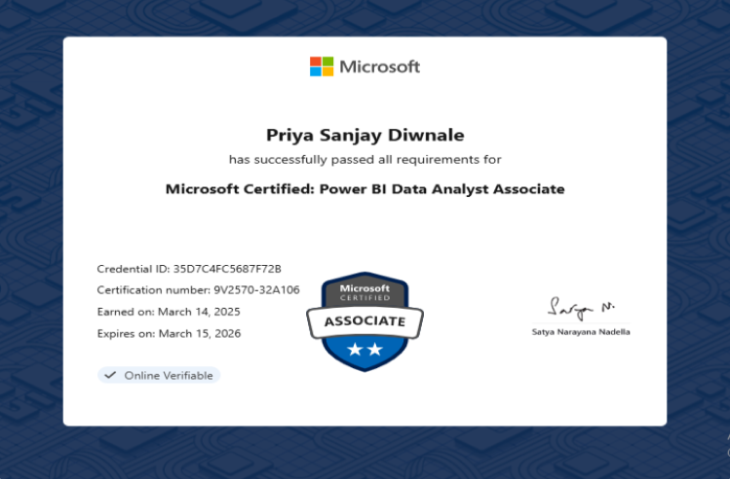 Microsoft
Priya Sanjay Diwnale
has successfully passed all requirements for
Microsoft Certified: Power BI Data Analyst Associate
Credential ID: 35D7C4FC5687F72B
Certification number: 9V2570-32A106
Earned on: March 14, 2025
Expires on: March 15, 2026
Online Verifiable
Microsoft
CERTIFIED
ASSOCIATE
Satya N.
Satya Narayana Nadella